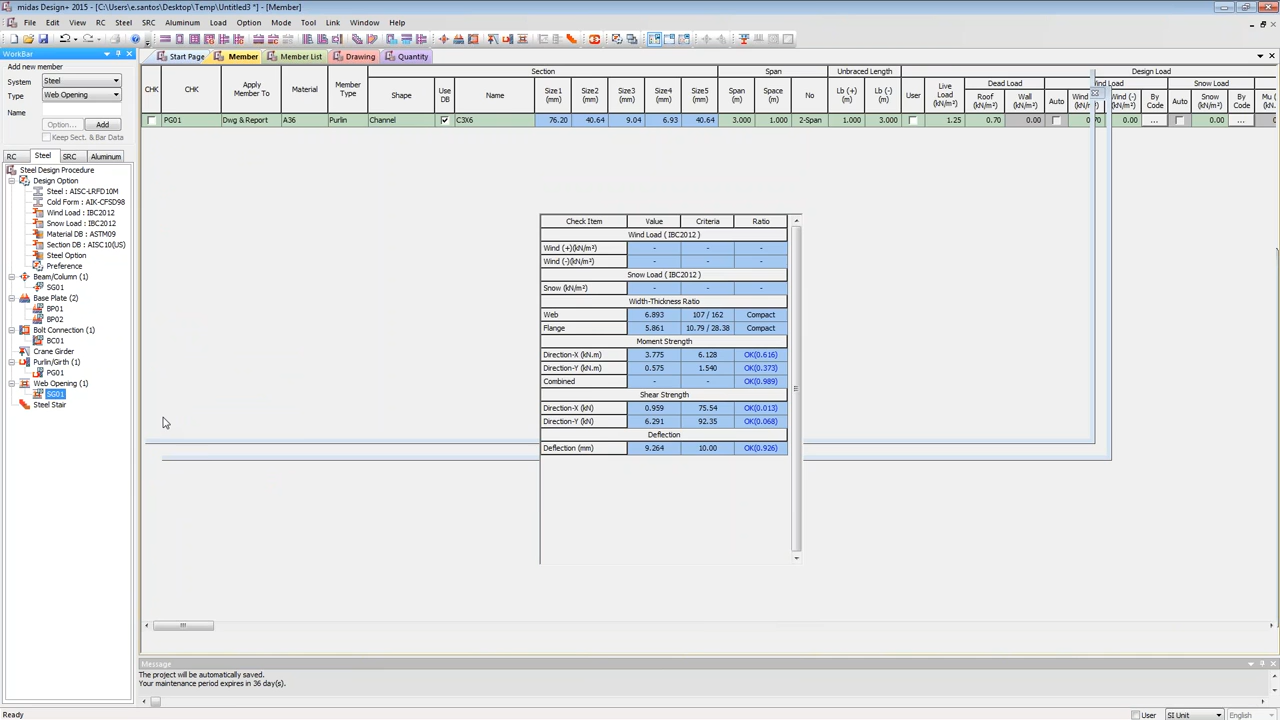 midas Design+ 2015 - [C:\Users\e.santos\Desktop\Temp\Untitled3 *] - [Member]
File Edit View RC Steel SRC Aluminum Load Option Mode Tool Link Window Help
WorkBar
Start Page Member Member List Drawing Quantity
Add new member
System Steel
Type Web Opening
Name
Option... Add
Keep Sect. & Bar Data
RC Steel SRC Aluminum
Steel Design Procedure
Design Option
Steel : AISC-LRFD10M
Cold Form : AIK-CFSD98
Wind Load : IBC2012
Snow Load : IBC2012
Material DB : ASTM09
Section DB : AISC10(US)
Steel Option
Preference
Beam/Column (1)
SG01
Base Plate (2)
BP01
BP02
Bolt Connection (1)
BC01
Crane Girder
Purlin/Girth (1)
PG01
Web Opening (1)
SG01
Steel Stair
Section Span Unbraced Length Design Load
CHK CHK Apply Member To Material Member Type Shape Use DB Name Size1 (mm) Size2 (mm) Size3 (mm) Size4 (mm) Size5 (mm) Span (m) Space (m) No Lb (+) (m) Lb (-) (m) User Live Load (kN/m²) Dead Load Roof (kN/m²) Wall (kN/m²) Auto Wind (-) (kN/m²) By Code Snow Load Auto Snow (kN/m²) By Code
PG01 Dwg & Report A36 Purlin Channel C3X6 76.20 40.64 9.04 6.93 40.64 3.000 1.000 2-Span 1.000 3.000 1.25 0.70 0.00 0.00 ... 0.00 ...
Check Item Value Criteria Ratio
Wind Load ( IBC2012 )
Wind (+)(kN/m²) - - -
Wind (-)(kN/m²) - - -
Snow Load ( IBC2012 )
Snow (kN/m²) - - -
Width-Thickness Ratio
Web 6.893 107 / 162 Compact
Flange 5.861 10.79 / 28.38 Compact
Moment Strength
Direction-X (kN.m) 3.775 6.128 OK(0.616)
Direction-Y (kN.m) 0.575 1.540 OK(0.373)
Combined - - OK(0.989)
Shear Strength
Direction-X (kN) 0.959 75.54 OK(0.013)
Direction-Y (kN) 6.291 92.35 OK(0.068)
Deflection
Deflection (mm) 9.264 10.00 OK(0.926)
Message
The project will be automatically saved.
Your maintenance period expires in 36 day(s).
Ready User SI Unit English